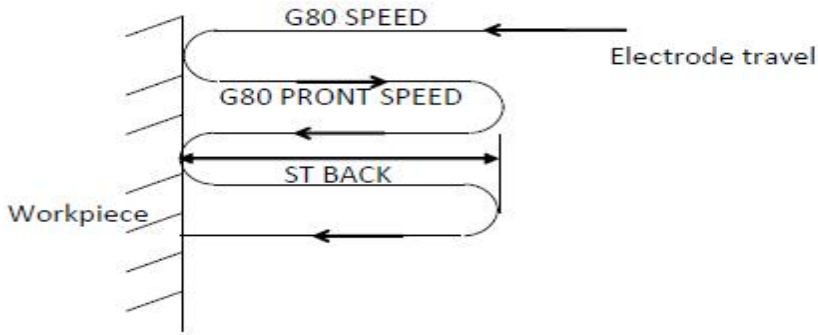 G80 SPEED
Electrode travel
G80 PRONT SPEED
ST BACK
Workpiece